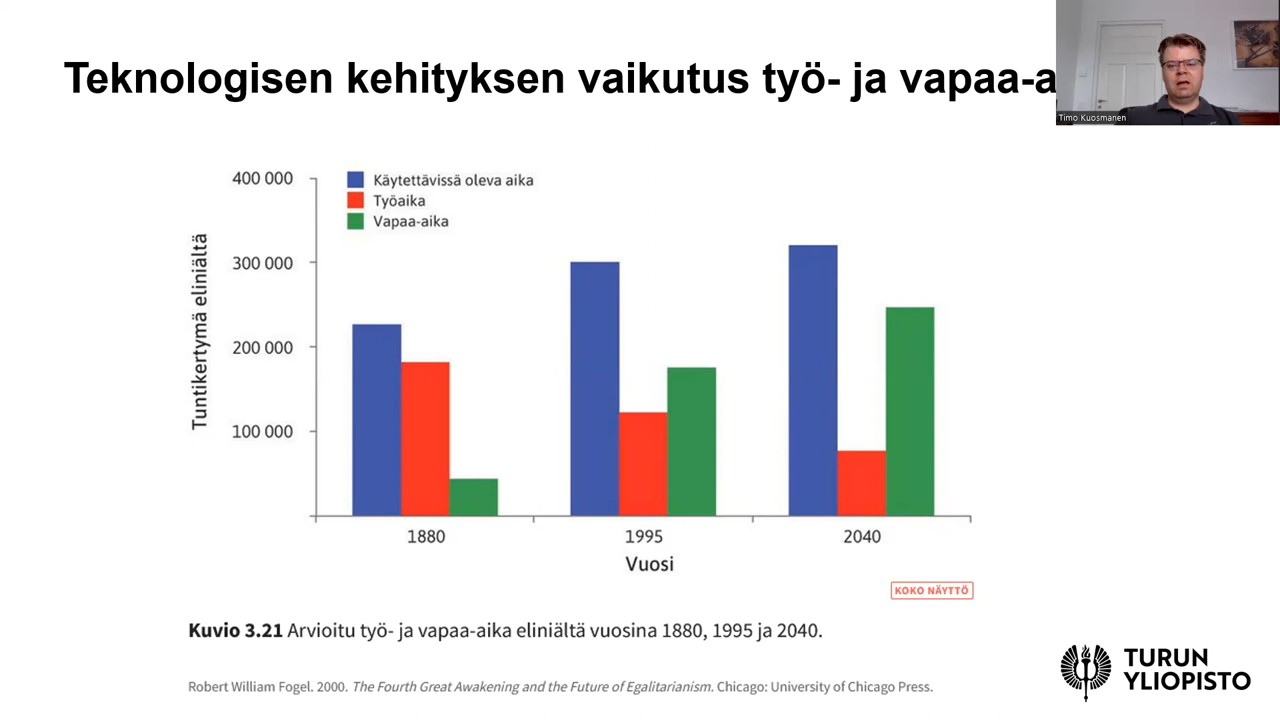 Teknologisen kehityksen vaikutus työ- ja vapaa-a
Timo Kuosmanen
400 000
300 000
200 000
100 000
Tuntikertymä eliniältä
Käytettävissä oleva aika
Työaika
Vapaa-aika
1880
1995
2040
Vuosi
KOKO NÄYTTÖ
Kuvio 3.21 Arvioitu työ- ja vapaa-aika eliniältä vuosina 1880, 1995 ja 2040.
Robert William Fogel. 2000. The Fourth Great Awakening and the Future of Egalitarianism. Chicago: University of Chicago Press.
TURUN
YLIOPISTO